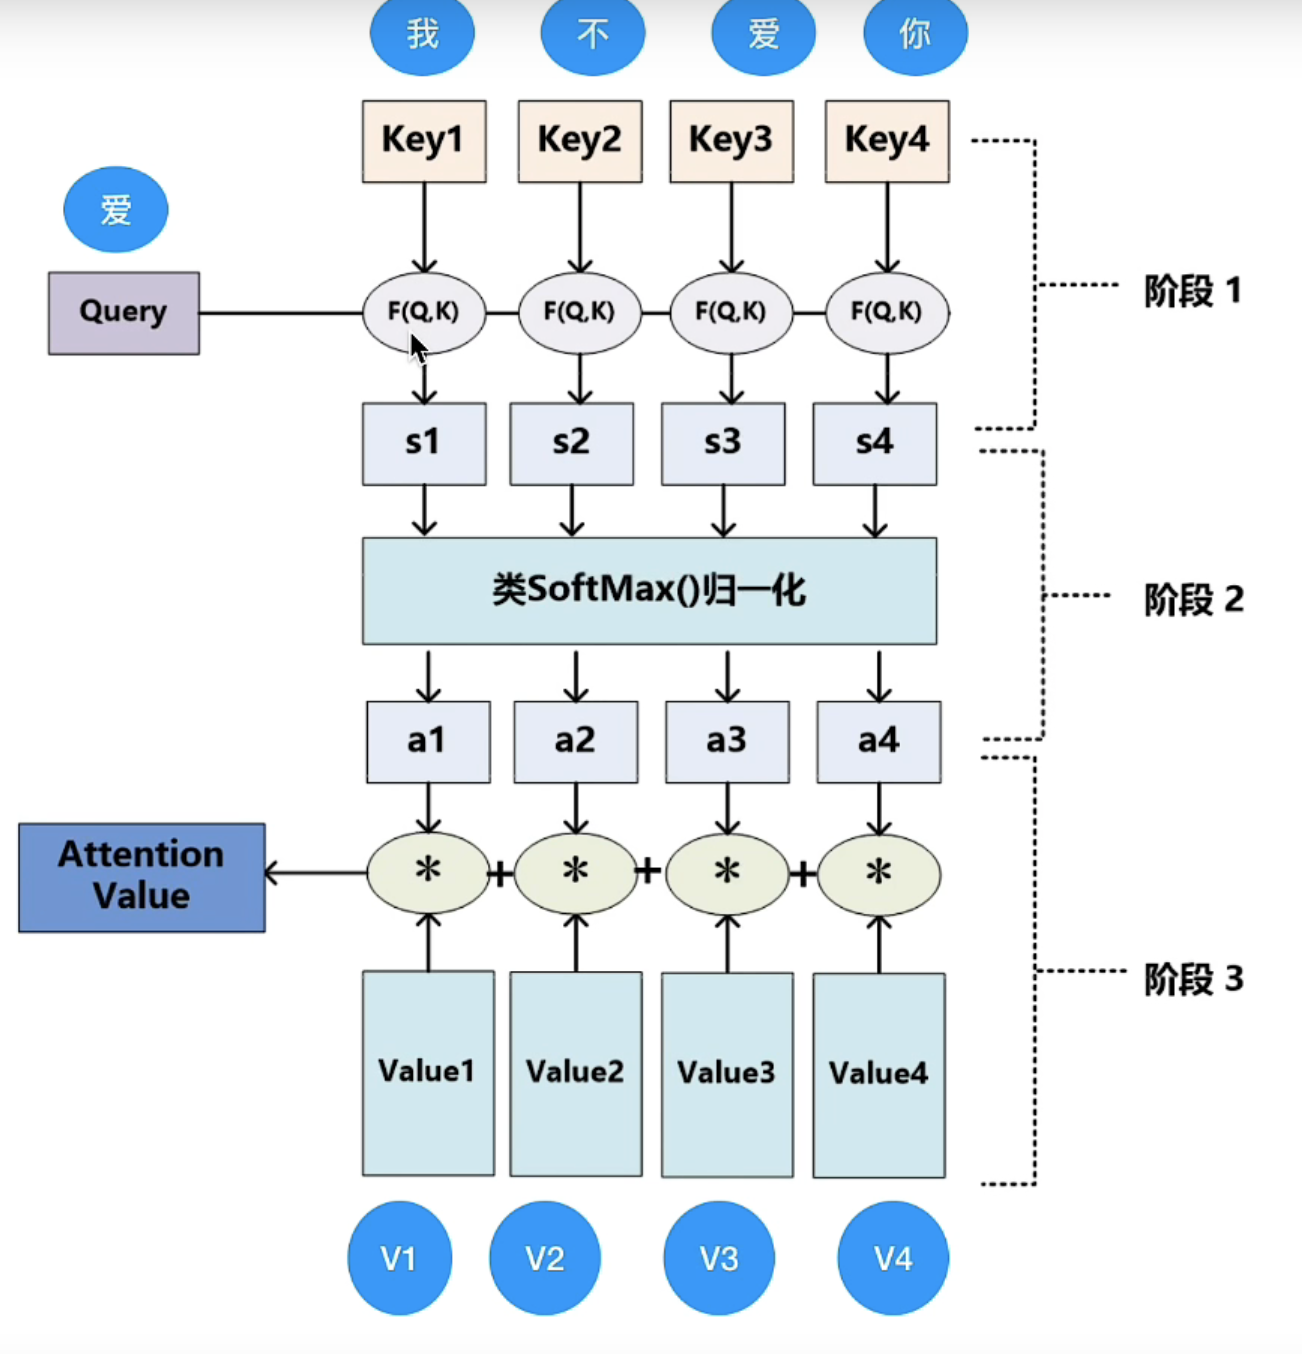 我 不 爱 你
Key1 Key2 Key3 Key4
爱
Query
F(Q,K) F(Q,K) F(Q,K) F(Q,K)
阶段 1
s1 s2 s3 s4
类SoftMax()归一化
阶段 2
a1 a2 a3 a4
Attention
Value
* + * + * + *
阶段 3
Value1 Value2 Value3 Value4
V1 V2 V3 V4